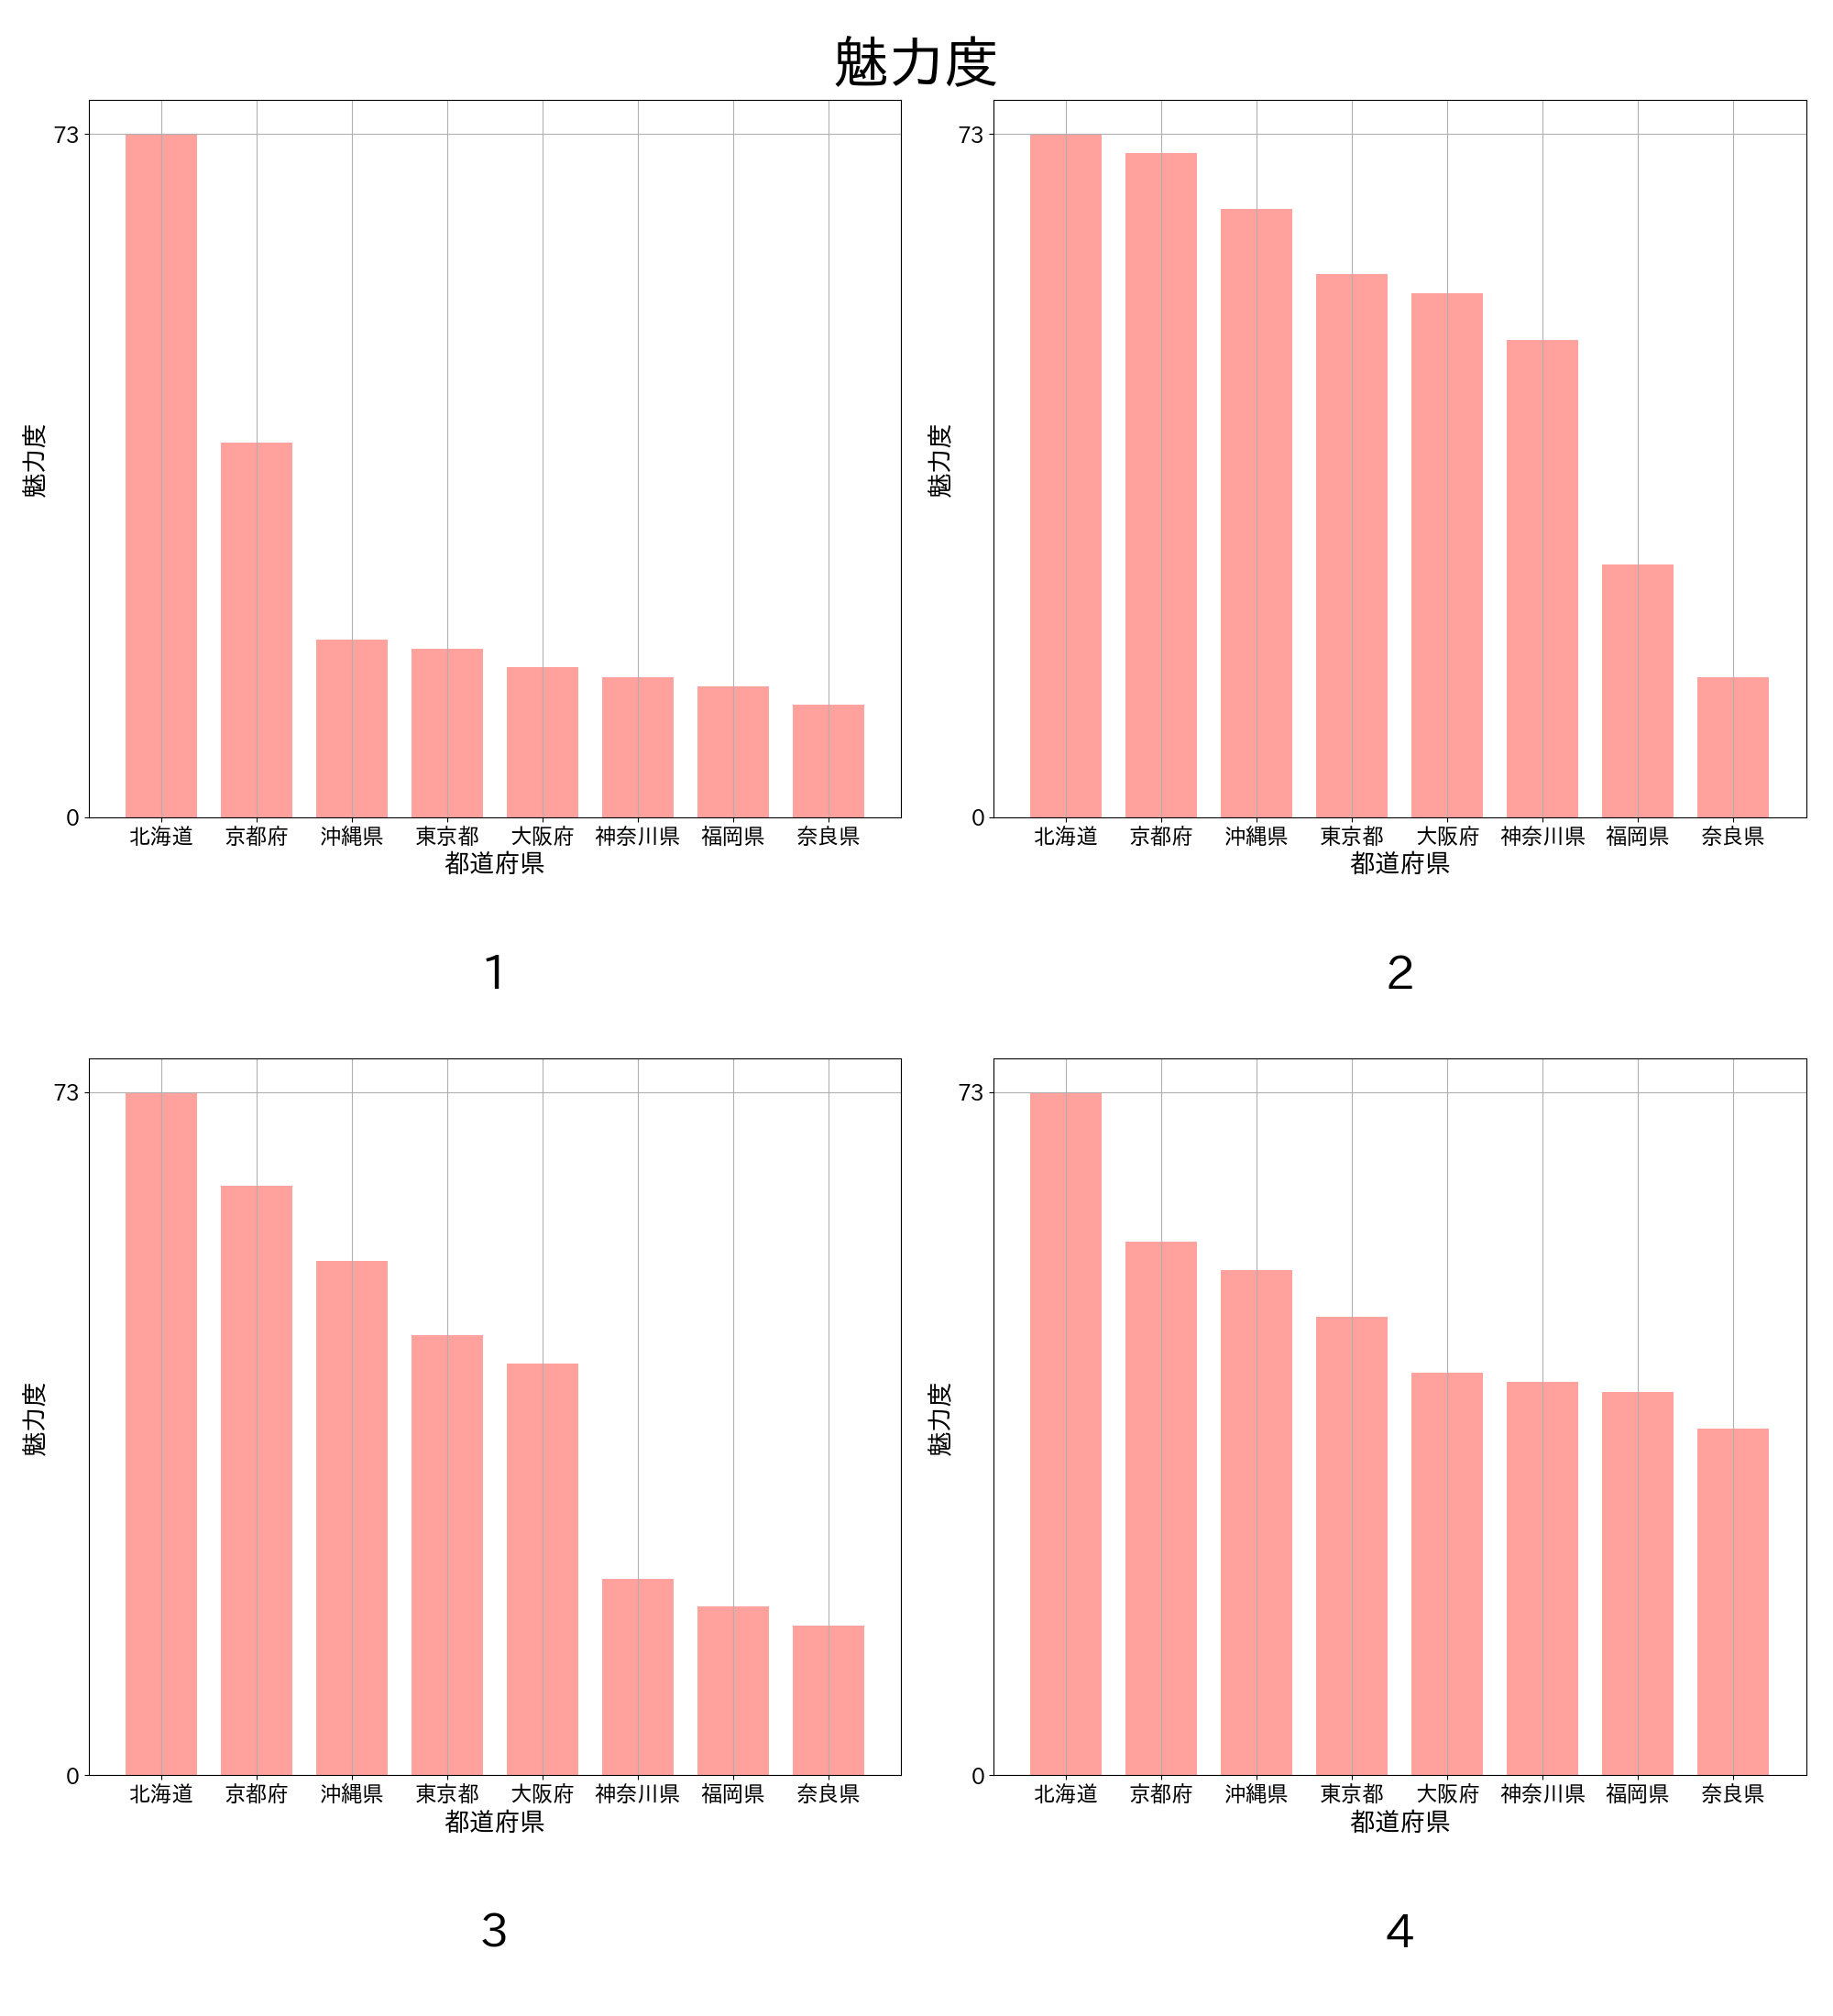 魅力度
73
0
魅力度
北海道 京都府 沖縄県 東京都 大阪府 神奈川県 福岡県 奈良県
都道府県
1
73
0
魅力度
北海道 京都府 沖縄県 東京都 大阪府 神奈川県 福岡県 奈良県
都道府県
2
73
0
魅力度
北海道 京都府 沖縄県 東京都 大阪府 神奈川県 福岡県 奈良県
都道府県
3
73
0
魅力度
北海道 京都府 沖縄県 東京都 大阪府 神奈川県 福岡県 奈良県
都道府県
4